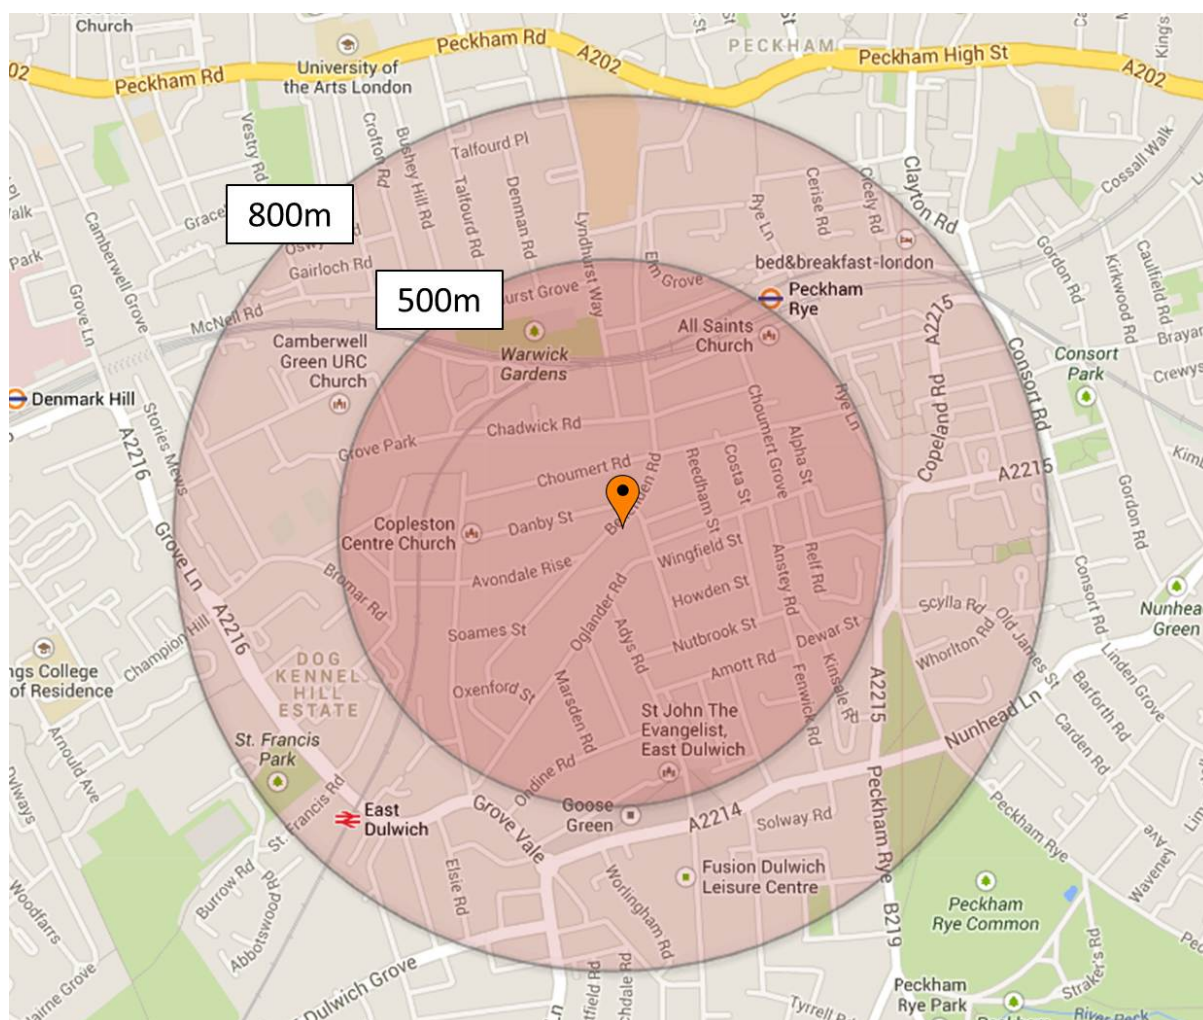 Church
Peckham Rd
PECKHAM
Peckham High St
A202
02
Peckham Rd
University of
the Arts London
A202
Kings
Vestry Rd
Crofton Rd
Bushey Hill Rd
Talfourd Pl
Talfourd Rd
Denman Rd
Lyndhurst Way
Rye Ln
Cerise Rd
Cicely Rd
Clayton Rd
Cossall Walk
800m
Camberwell Grove
Grove Ln
Park
Gairloch Rd
McNeil Rd
500m
Elm Grove
bed&breakfast-london
Gordon Rd
Kirkwood Rd
Caulfield Rd
Peckham
Rye
A2215
Camberwell
Green URC
Church
Warwick
Gardens
All Saints
Church
Consort Rd
Consort
Park
Denmark Hill
Stories Mews
A2216
Grove Park
Chadwick Rd
Choumert Rd
Choumert Grove
Rye Ln
Copeland Rd
Alpha St
Costa St
Reedham St
A2215
Gordon Rd
Danby St
Copleston
Centre Church
Grove Ln
Avondale Rise
Wingfield St
Bromar Rd
Oglander Rd
Howden St
Anstey Rd
Relf Rd
Scylla Rd
Old James St
Consort Rd
Nunhea
Green
Champion Hill
A2216
Soames St
Adys Rd
Nutbrook St
Dewar St
Whorlton Rd
Linden Grove
ngs College
of Residence
DOG
KENNEL
HILL
ESTATE
Oxenford St
Marsden Rd
Amott Rd
Fenwick Rd
Kinsale Rd
A2215
Nunhead Ln
Barforth Rd
Carden Rd
Arnould Ave
St. Francis
Park
St John The
Evangelist,
East Dulwich
Ondine Rd
St. Francis Rd
East
Dulwich
Grove Vale
Goose
Green
A2214
Solway Rd
Peckham Rye
Peckham Rye
Waveney
Ave
Woodfarrs
Burrow Rd
Abbotswood Rd
Elsie Rd
Worlingham Rd
Fusion Dulwich
Leisure Centre
Peckham
Rye Common
B219
Dulwich Grove
Tyrrell Rd
Peckham
Rye Park
Straker's Rd
River Peck